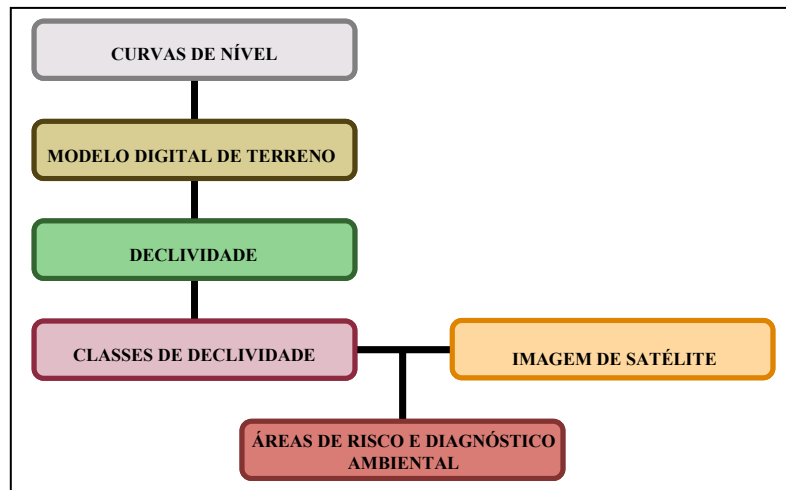 CURVAS DE NÍVEL
MODELO DIGITAL DE TERRENO
DECLIVIDADE
CLASSES DE DECLIVIDADE
IMAGEM DE SATÉLITE
ÁREAS DE RISCO E DIAGNÓSTICO
AMBIENTAL